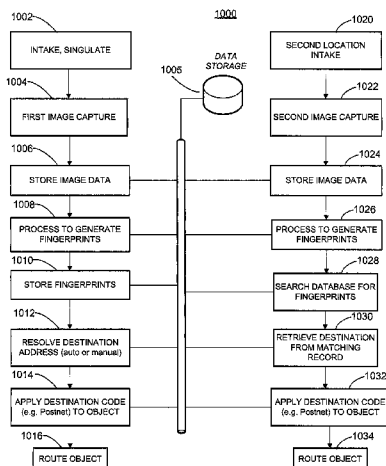 1000
1002
INTAKE, SINGULATE
1004
FIRST IMAGE CAPTURE
1006
STORE IMAGE DATA
1008
PROCESS TO GENERATE
FINGERPRINTS
1010
STORE FINGERPRINTS
1012
RESOLVE DESTINATION
ADDRESS (auto or manual)
1014
APPLY DESTINATION CODE
(e.g. Postnet) TO OBJECT
1016
ROUTE OBJECT
DATA
STORAGE
1005
1020
SECOND LOCATION
INTAKE
1022
SECOND IMAGE CAPTURE
1024
STORE IMAGE DATA
1026
PROCESS TO GENERATE
FINGERPRINTS
1028
SEARCH DATABASE FOR
FINGERPRINTS
1030
RETRIEVE DESTINATION
FROM MATCHING
RECORD
1032
APPLY DESTINATION CODE
(e.g. Postnet) TO OBJECT
1034
ROUTE OBJECT